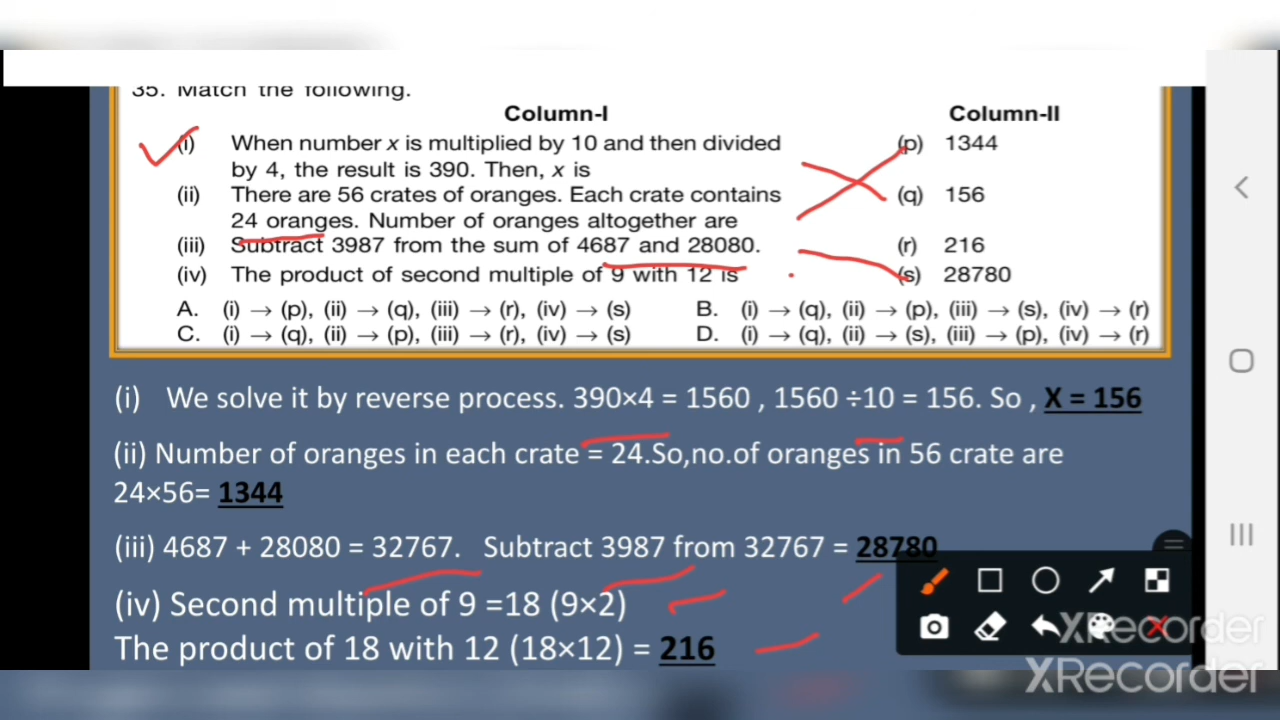 35. Match the following.
Column-I Column-II
(i) When number x is multiplied by 10 and then divided (p) 1344
by 4, the result is 390. Then, x is
(ii) There are 56 crates of oranges. Each crate contains (q) 156
24 oranges. Number of oranges altogether are
(iii) Subtract 3987 from the sum of 4687 and 28080. (r) 216
(iv) The product of second multiple of 9 with 12 is (s) 28780
A. (i) → (p), (ii) → (q), (iii) → (r), (iv) → (s) B. (i) → (q), (ii) → (p), (iii) → (s), (iv) → (r)
C. (i) → (q), (ii) → (p), (iii) → (r), (iv) → (s) D. (i) → (q), (ii) → (s), (iii) → (p), (iv) → (r)
(i) We solve it by reverse process. 390×4 = 1560 , 1560 ÷10 = 156. So , X = 156
(ii) Number of oranges in each crate = 24.So,no.of oranges in 56 crate are
24×56= 1344
(iii) 4687 + 28080 = 32767. Subtract 3987 from 32767 = 28780
(iv) Second multiple of 9 =18 (9×2)
The product of 18 with 12 (18×12) = 216
XRecorder
XRecorder